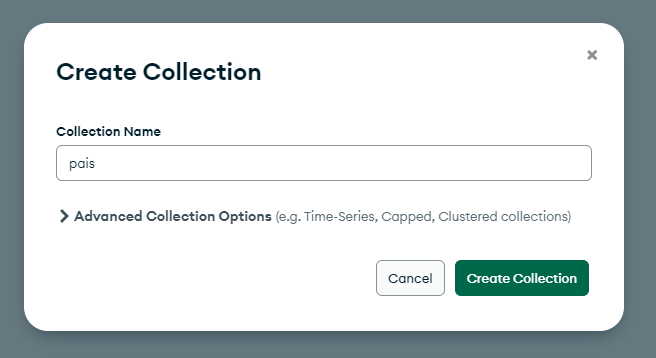 Create Collection
Collection Name
pais
Advanced Collection Options (e.g. Time-Series, Capped, Clustered collections)
Cancel
Create Collection